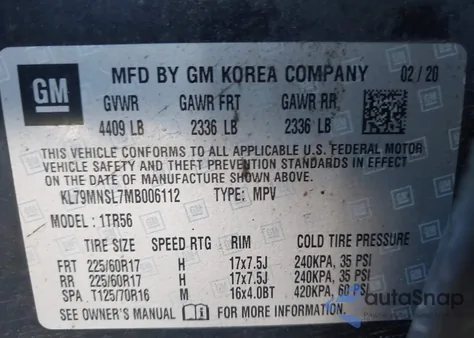 GM
MFD BY GM KOREA COMPANY 02/20
GVWR GAWR FRT GAWR RR
4409 LB 2336 LB 2336 LB
THIS VEHICLE CONFORMS TO ALL APPLICABLE U.S. FEDERAL MOTOR
VEHICLE SAFETY AND THEFT PREVENTION STANDARDS IN EFFECT ON
THE DATE OF MANUFACTURE SHOWN ABOVE.
KL79MNSL7MB006112 TYPE: MPV
MODEL: 1TR56
TIRE SIZE SPEED RTG RIM COLD TIRE PRESSURE
FRT 225/60R17 H 17x7.5J 240KPA, 35 PSI
RR 225/60R17 H 17x7.5J 240KPA, 35 PSI
SPA T125/70R16 M 16x4.0BT 420KPA, 60 PSI
SEE OWNER'S MANUAL FOR MORE INFORMATION
autoSnap